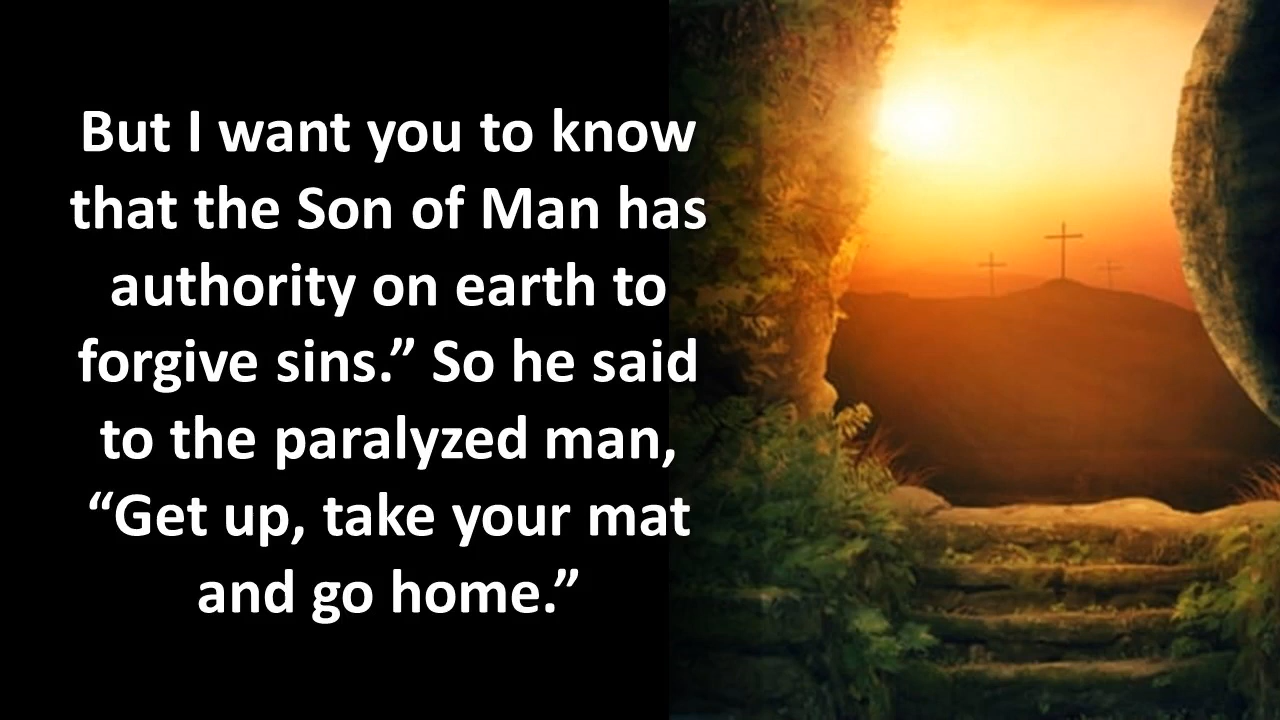 But I want you to know
that the Son of Man has
authority on earth to
forgive sins.” So he said
to the paralyzed man,
“Get up, take your mat
and go home.”